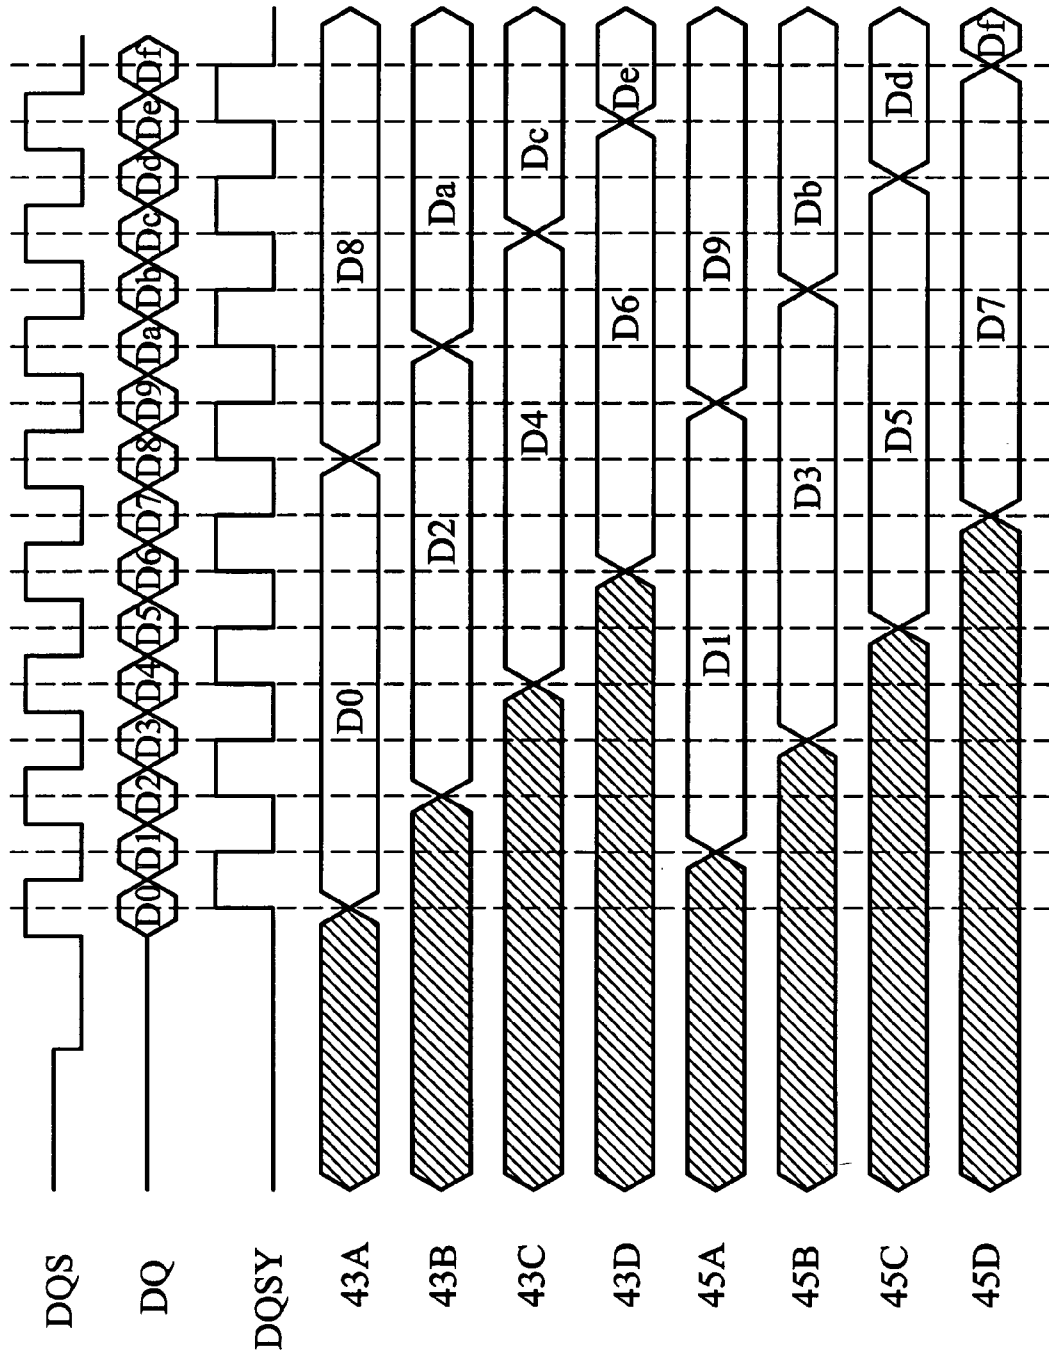 DQS
DQ D0 D1 D2 D3 D4 D5 D6 D7 D8 D9 Da Db Dc Dd De Df
DQSY
43A D0 D8
43B D2 Da
43C D4 Dc
43D D6 De
45A D1 D9
45B D3 Db
45C D5 Dd
45D D7 Df